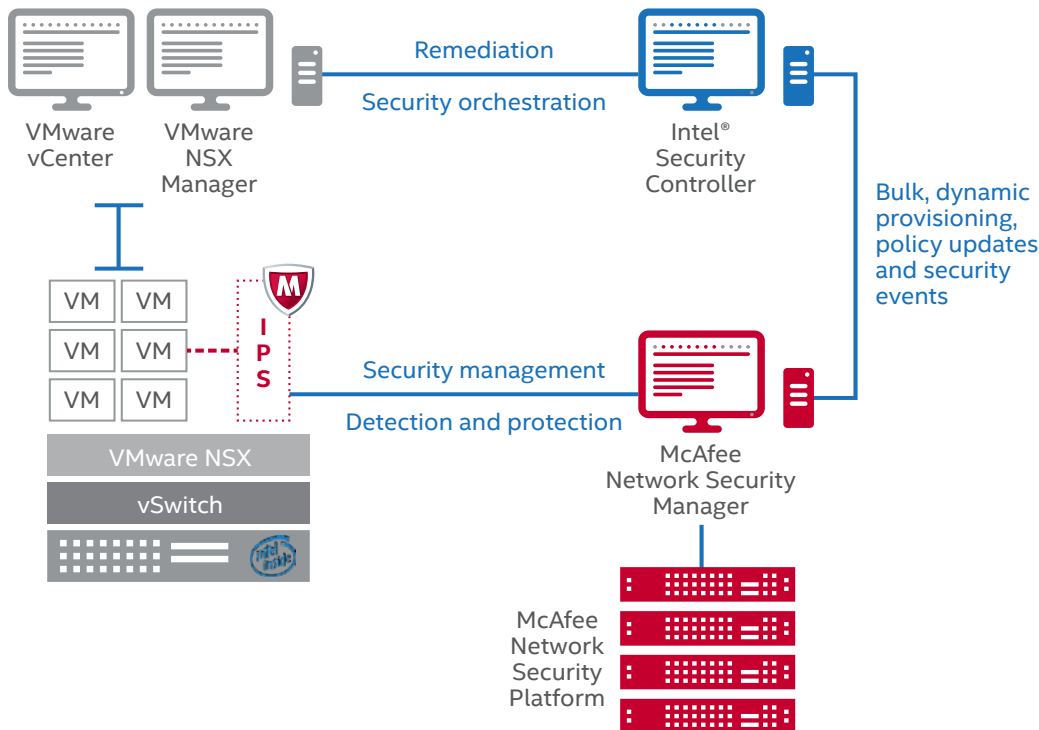 Remediation
Security orchestration
VMware
vCenter
VMware
NSX
Manager
Intel®
Security
Controller
Bulk, dynamic
provisioning,
policy updates
and security
events
VM VM
VM VM
VM VM
M
I
P
S
Security management
Detection and protection
McAfee
Network Security
Manager
VMware NSX
vSwitch
intel
inside
McAfee
Network
Security
Platform